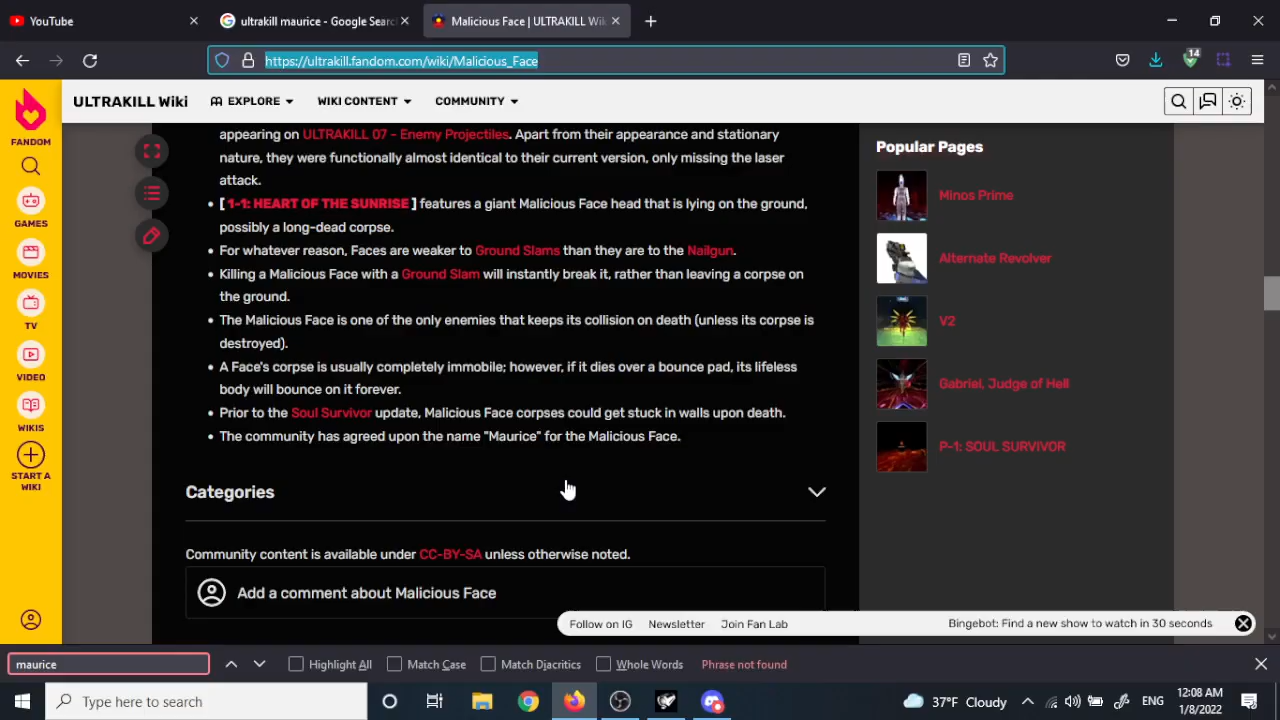 YouTube
ultrakill maurice - Google Searc
Malicious Face | ULTRAKILL Wik
https://ultrakill.fandom.com/wiki/Malicious_Face
14
FANDOM
GAMES
MOVIES
TV
VIDEO
WIKIS
START A
WIKI
ULTRAKILL Wiki
EXPLORE
WIKI CONTENT
COMMUNITY
appearing on ULTRAKILL 07 - Enemy Projectiles. Apart from their appearance and stationary
nature, they were functionally almost identical to their current version, only missing the laser
attack.
• [ 1-1: HEART OF THE SUNRISE ] features a giant Malicious Face head that is lying on the ground,
possibly a long-dead corpse.
• For whatever reason, Faces are weaker to Ground Slams than they are to the Nailgun.
• Killing a Malicious Face with a Ground Slam will instantly break it, rather than leaving a corpse on
the ground.
• The Malicious Face is one of the only enemies that keeps its collision on death (unless its corpse is
destroyed).
• A Face's corpse is usually completely immobile; however, if it dies over a bounce pad, its lifeless
body will bounce on it forever.
• Prior to the Soul Survivor update, Malicious Face corpses could get stuck in walls upon death.
• The community has agreed upon the name "Maurice" for the Malicious Face.
Categories
Community content is available under CC-BY-SA unless otherwise noted.
Add a comment about Malicious Face
Popular Pages
Minos Prime
Alternate Revolver
V2
Gabriel, Judge of Hell
P-1: SOUL SURVIVOR
Follow on IG
Newsletter
Join Fan Lab
Bingebot: Find a new show to watch in 30 seconds
maurice
Highlight All
Match Case
Match Diacritics
Whole Words
Phrase not found
Type here to search
37°F Cloudy
ENG
12:08 AM
1/8/2022